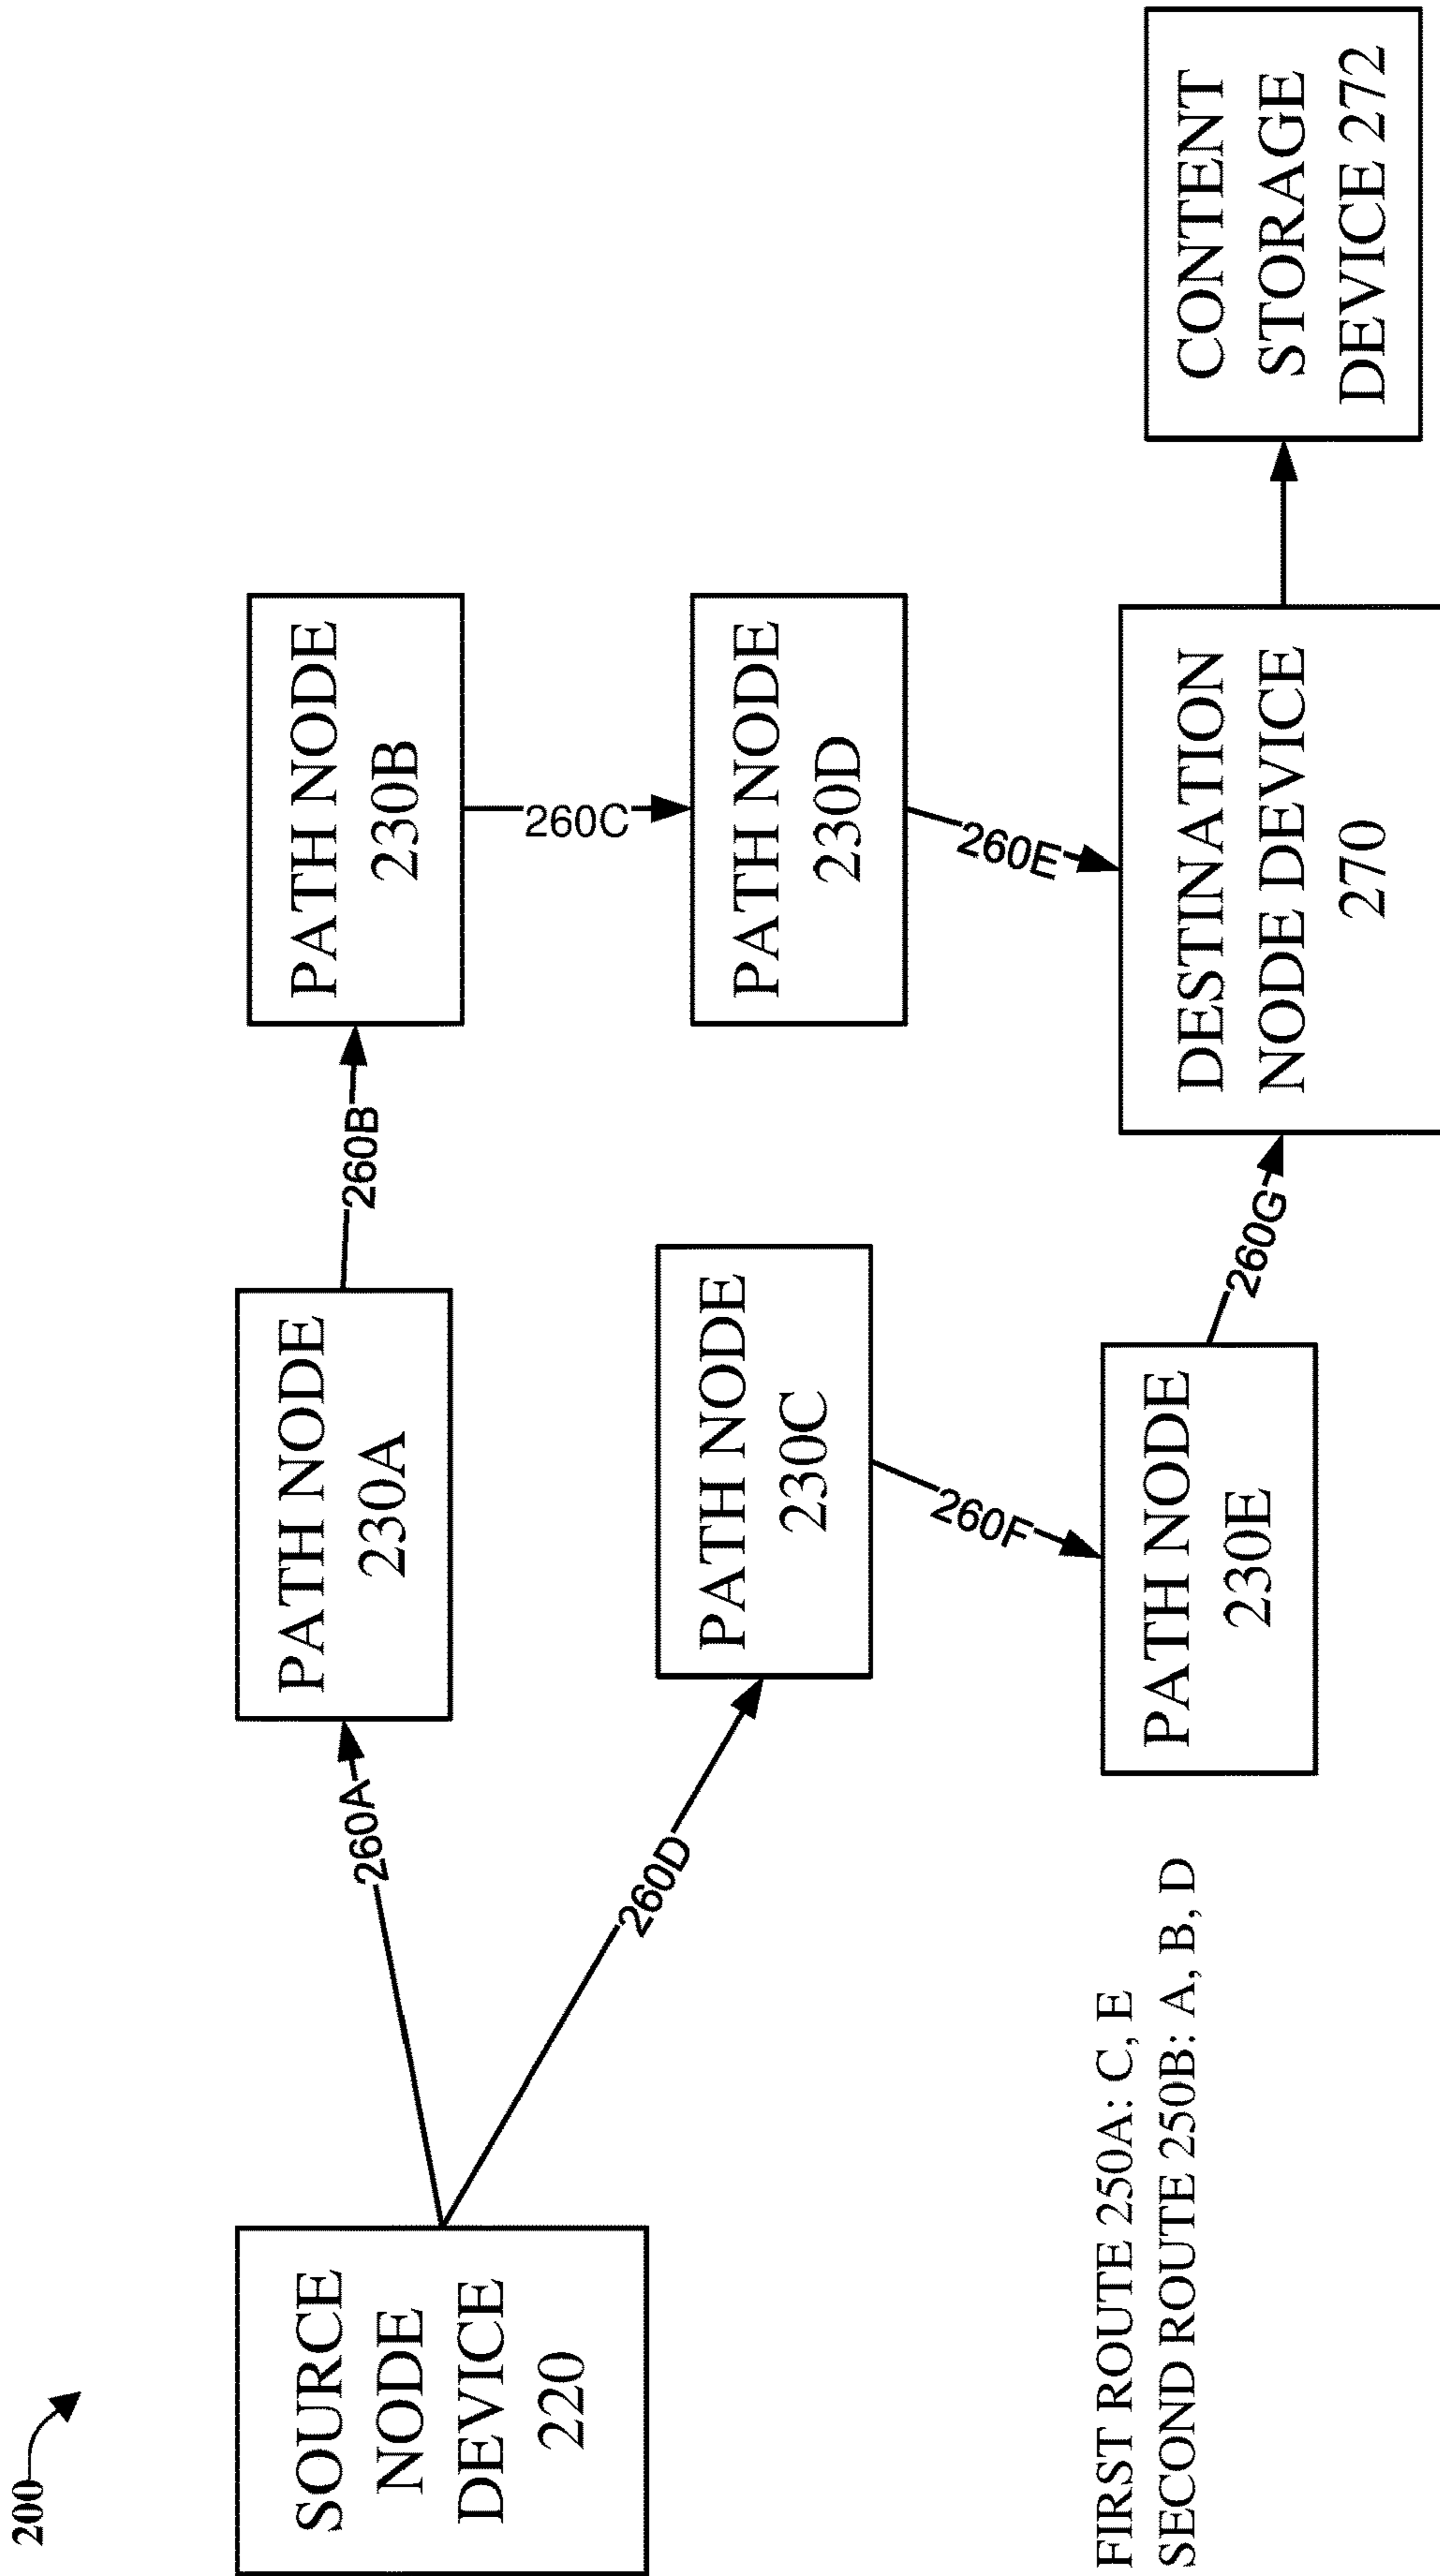 200
SOURCE
NODE
DEVICE
220
260A
260D
PATH NODE
230A
260B
PATH NODE
230B
260C
PATH NODE
230C
260F
PATH NODE
230D
260E
PATH NODE
230E
260G
DESTINATION
NODE DEVICE
270
CONTENT
STORAGE
DEVICE 272
FIRST ROUTE 250A: C, E
SECOND ROUTE 250B: A, B, D